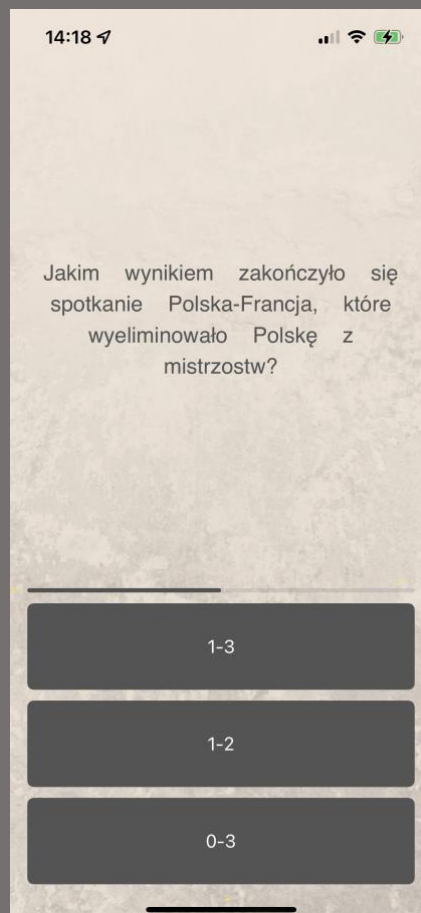 14:18
Jakim wynikiem zakończyło się
spotkanie Polska-Francja, które
wyeliminowało Polskę z
mistrzostw?
1-3
1-2
0-3